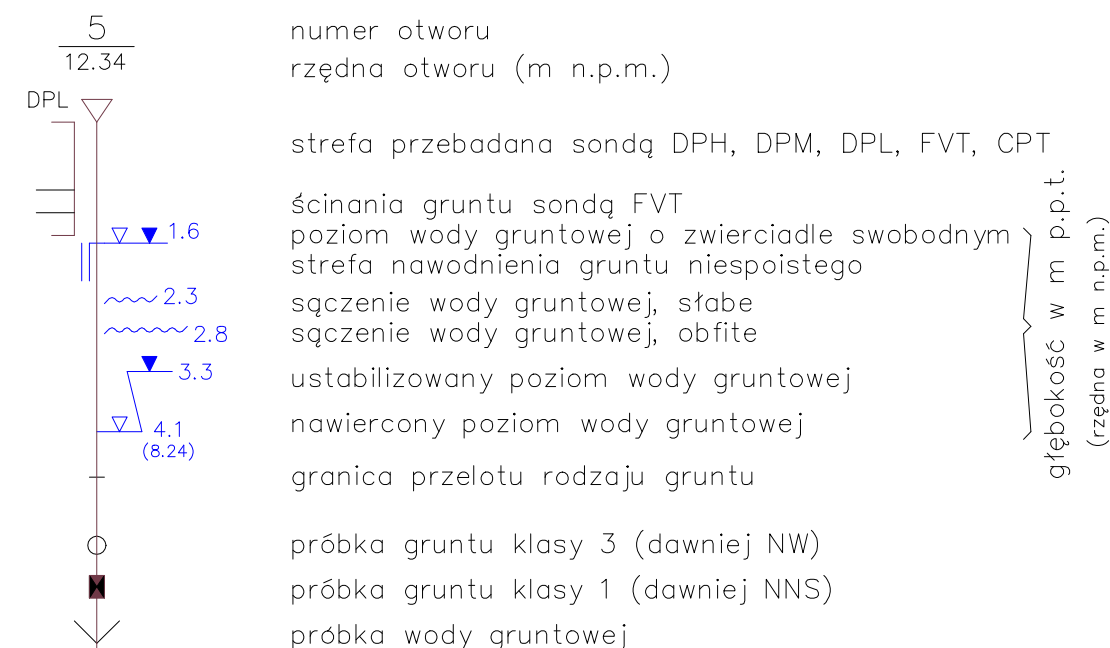 5
numer otworu
12.34
rzędna otworu (m n.p.m.)
DPL
strefa przebadana sondą DPH, DPM, DPL, FVT, CPT
ścinania gruntu sondą FVT
1.6
poziom wody gruntowej o zwierciadle swobodnym
strefa nawodnienia gruntu niespoistego
2.3
sączenie wody gruntowej, słabe
2.8
sączenie wody gruntowej, obfite
3.3
ustabilizowany poziom wody gruntowej
4.1
nawiercony poziom wody gruntowej
(8.24)
głębokość w m p.p.t.
(rzędna w m n.p.m.)
granica przelotu rodzaju gruntu
próbka gruntu klasy 3 (dawniej NW)
próbka gruntu klasy 1 (dawniej NNS)
próbka wody gruntowej